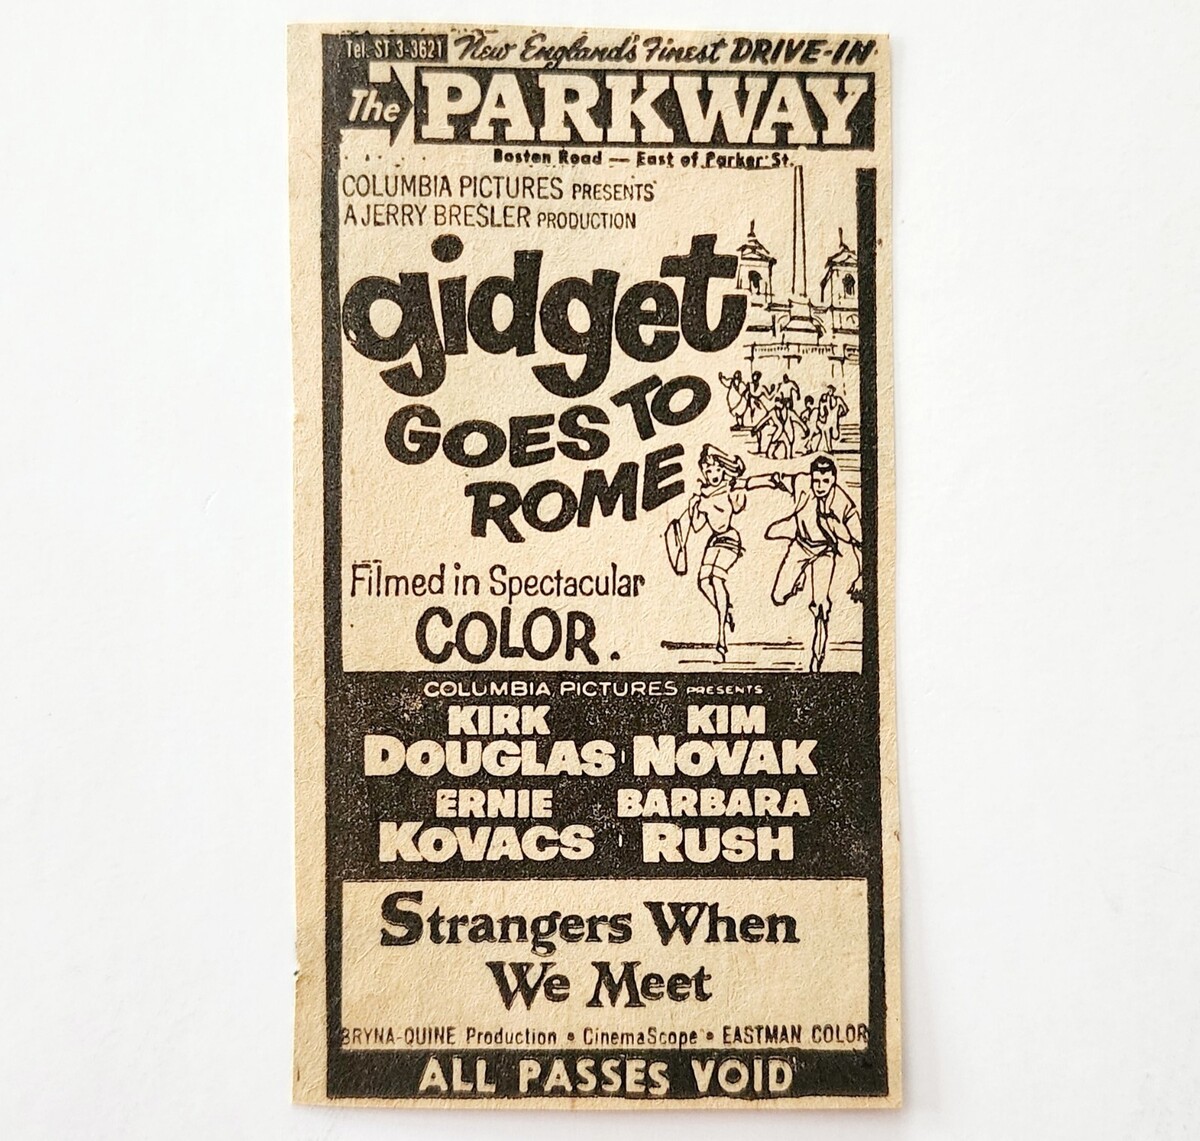 Tel. ST 3-3621 New England's Finest DRIVE-IN
The PARKWAY
Boston Road — East of Parker St.
COLUMBIA PICTURES PRESENTS
A JERRY BRESLER PRODUCTION
gidget
GOES TO
ROME
Filmed in Spectacular
COLOR.
COLUMBIA PICTURES PRESENTS
KIRK KIM
DOUGLAS · NOVAK
ERNIE BARBARA
KOVACS · RUSH
Strangers When
We Meet
BRYNA-QUINE Production • CinemaScope • EASTMAN COLOR
ALL PASSES VOID